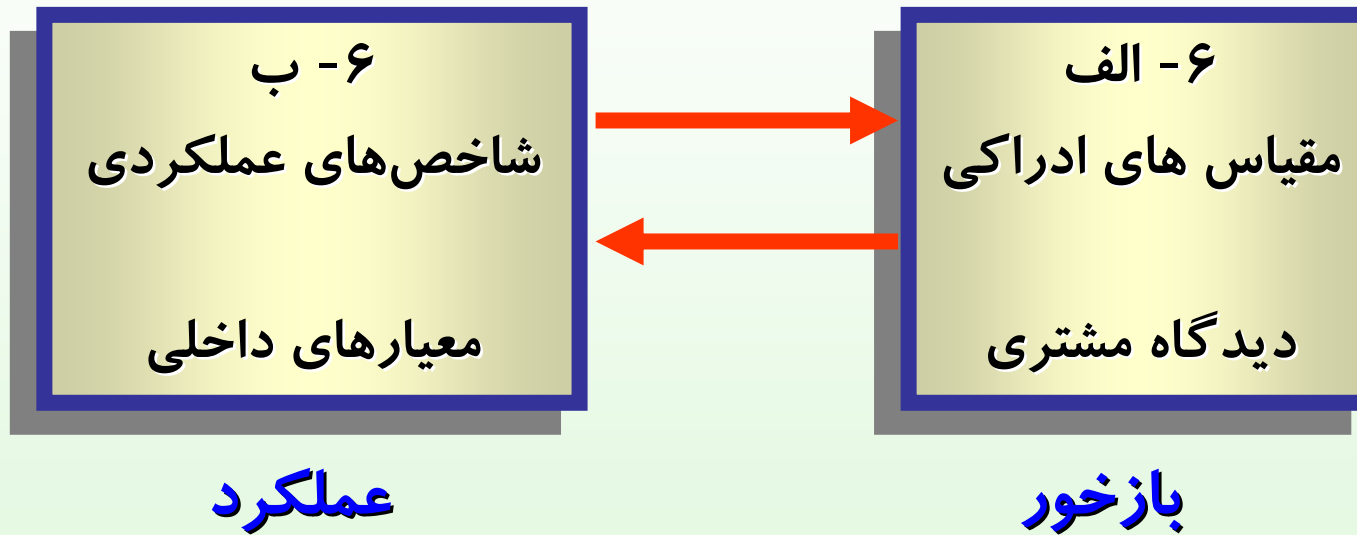 ۶- الف
مقیاس های ادراکی
دیدگاه مشتری
بازخور
۶- ب
شاخص‌های عملکردی
معیارهای داخلی
عملکرد